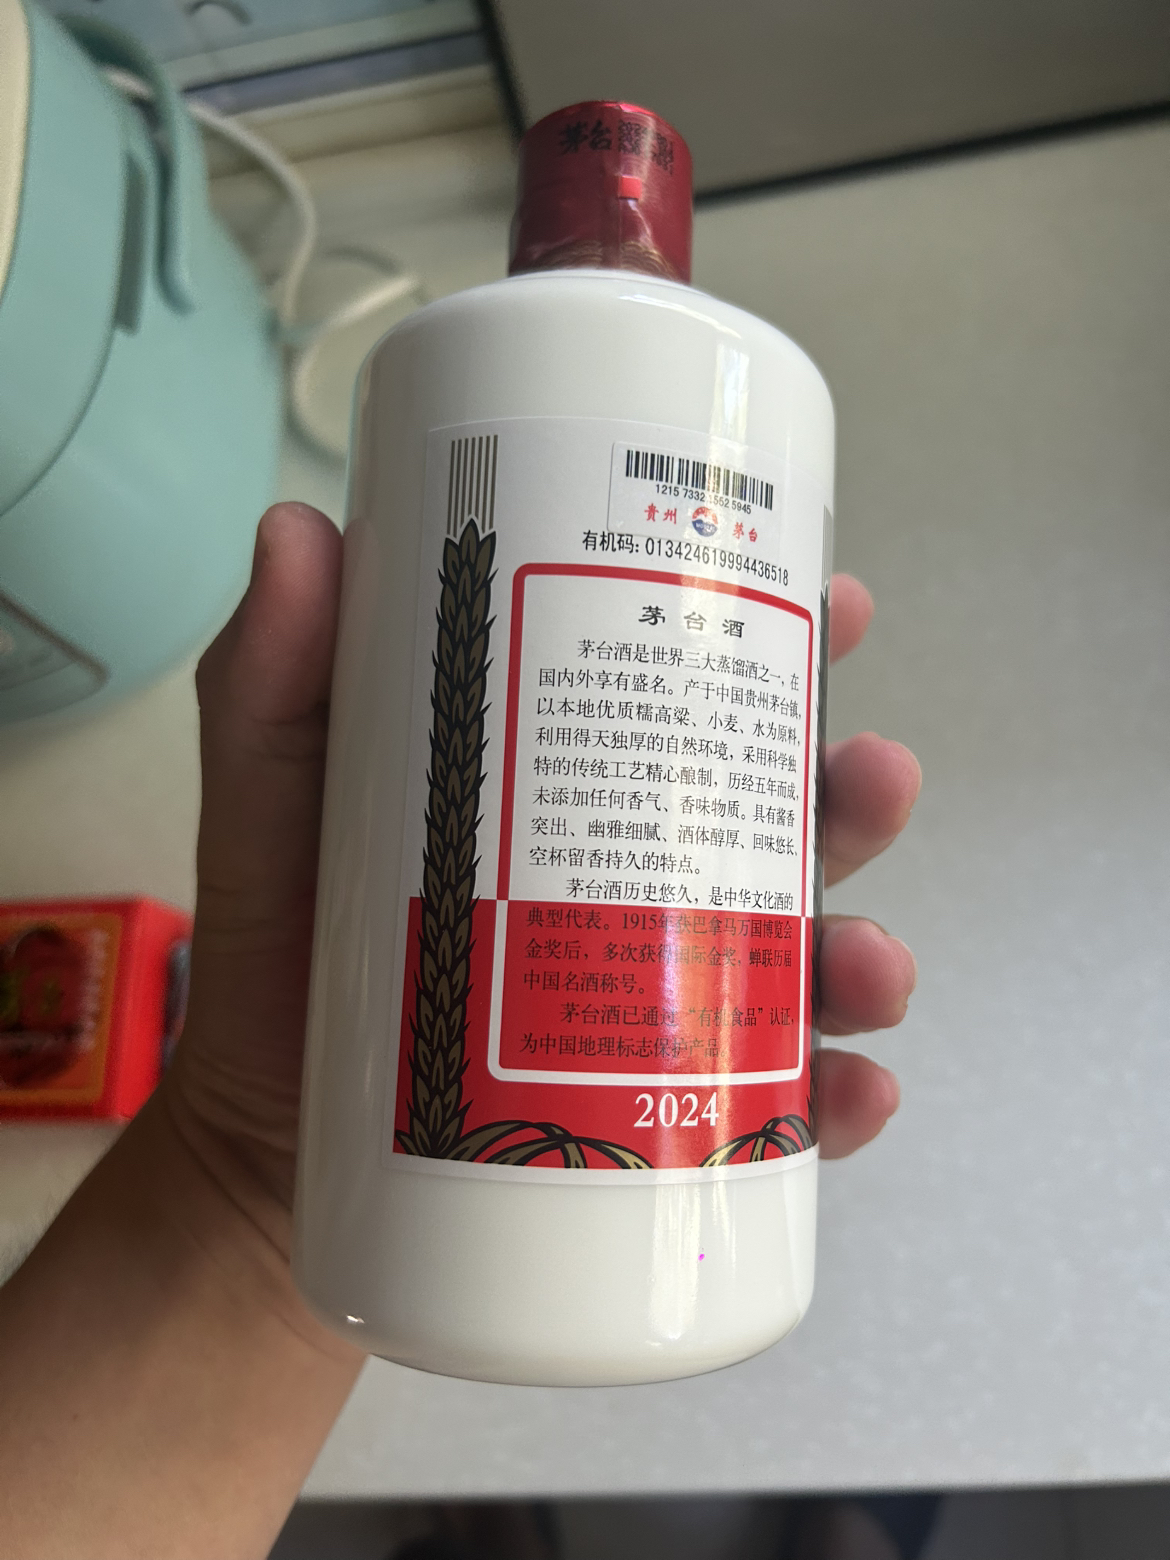 茅台
1215 7332 1552 5945
貴州 茅台
有机码: 013424619994436518
茅台酒
茅台酒是世界三大蒸馏酒之一，在
国内外享有盛名。产于中国贵州茅台镇，
以本地优质糯高粱、小麦、水为原料，
利用得天独厚的自然环境，采用科学独
特的传统工艺精心酿制，历经五年而成，
未添加任何香气、香味物质。具有酱香
突出、幽雅细腻、酒体醇厚、回味悠长、
空杯留香持久的特点。
茅台酒历史悠久，是中华文化酒的
典型代表。1915年获巴拿马万国博览会
金奖后，多次获得国际金奖，蝉联历届
中国名酒称号。
茅台酒已通过“有机食品”认证，
为中国地理标志保护产品。
2024